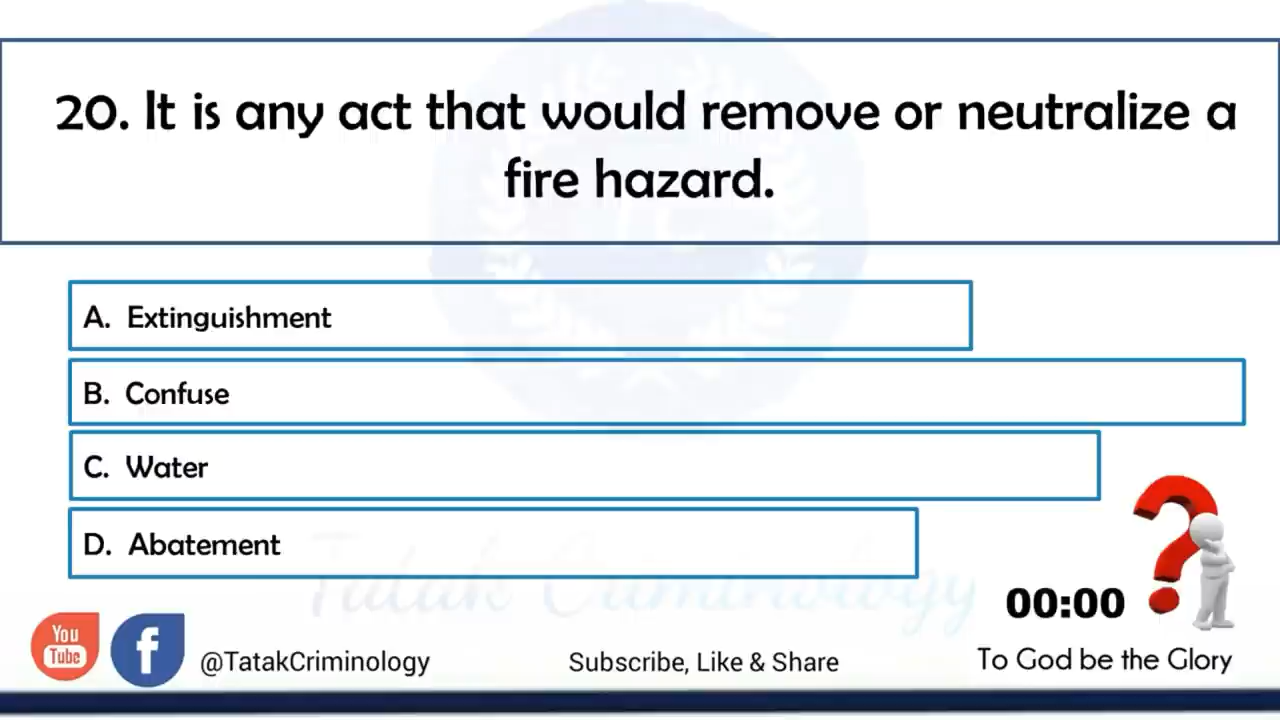 20. It is any act that would remove or neutralize a
fire hazard.
A. Extinguishment
B. Confuse
C. Water
D. Abatement
Tatak Criminology
00:00
You
Tube
f
@TatakCriminology
Subscribe, Like & Share
To God be the Glory